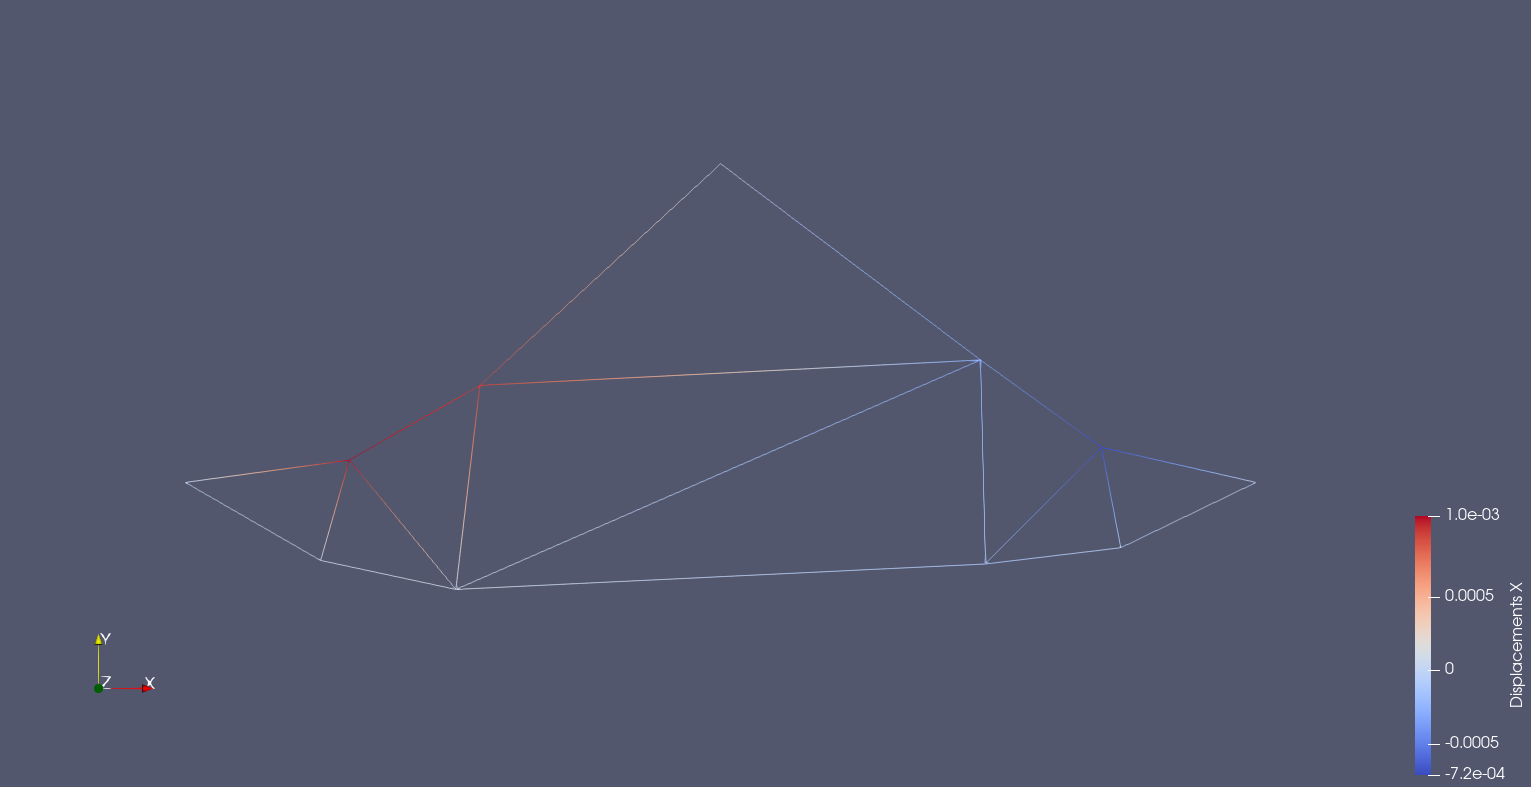 1.0e-03
0.0005
0
-0.0005
-7.2e-04
Displacements X
Y
Z
X